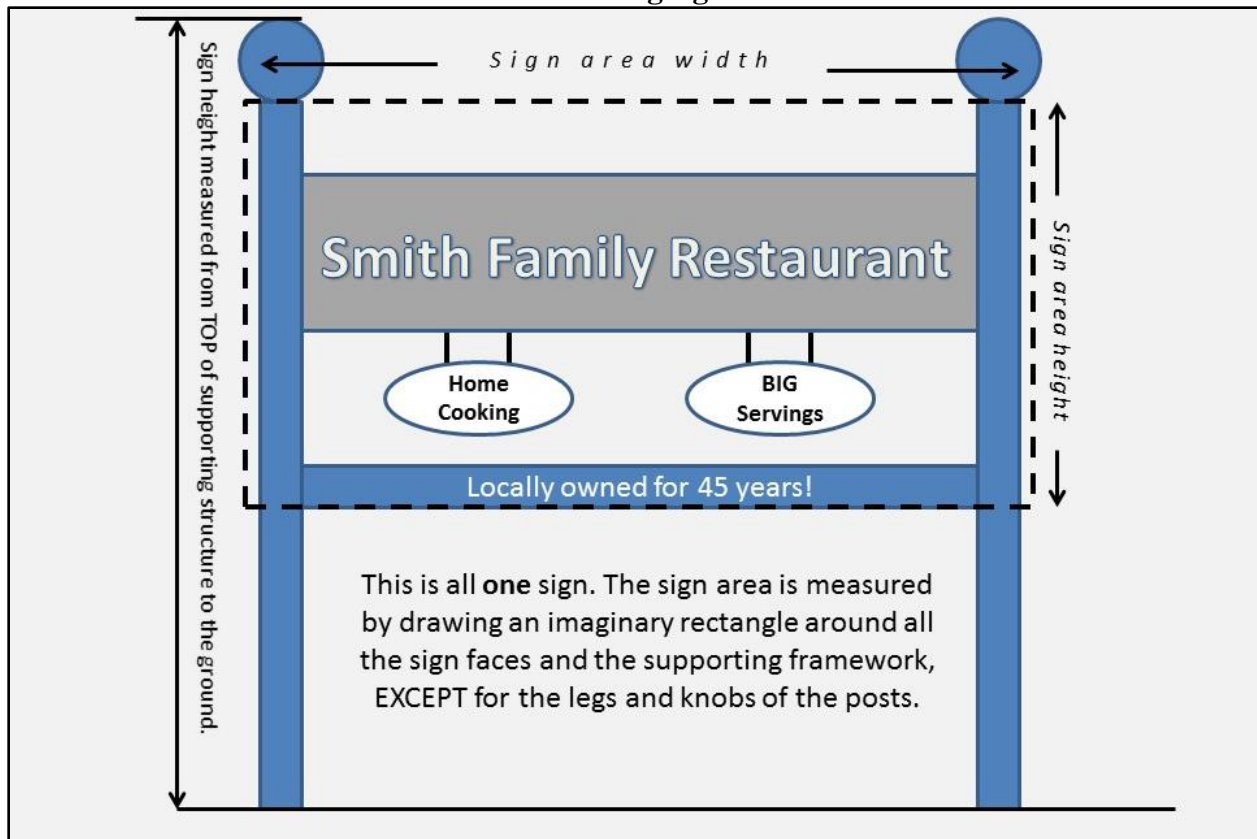 Sign area width
Sign height measured from TOP of supporting structure to the ground.
Smith Family Restaurant
Sign area height
Home
Cooking
BIG
Servings
Locally owned for 45 years!
This is all one sign. The sign area is measured
by drawing an imaginary rectangle around all
the sign faces and the supporting framework,
EXCEPT for the legs and knobs of the posts.